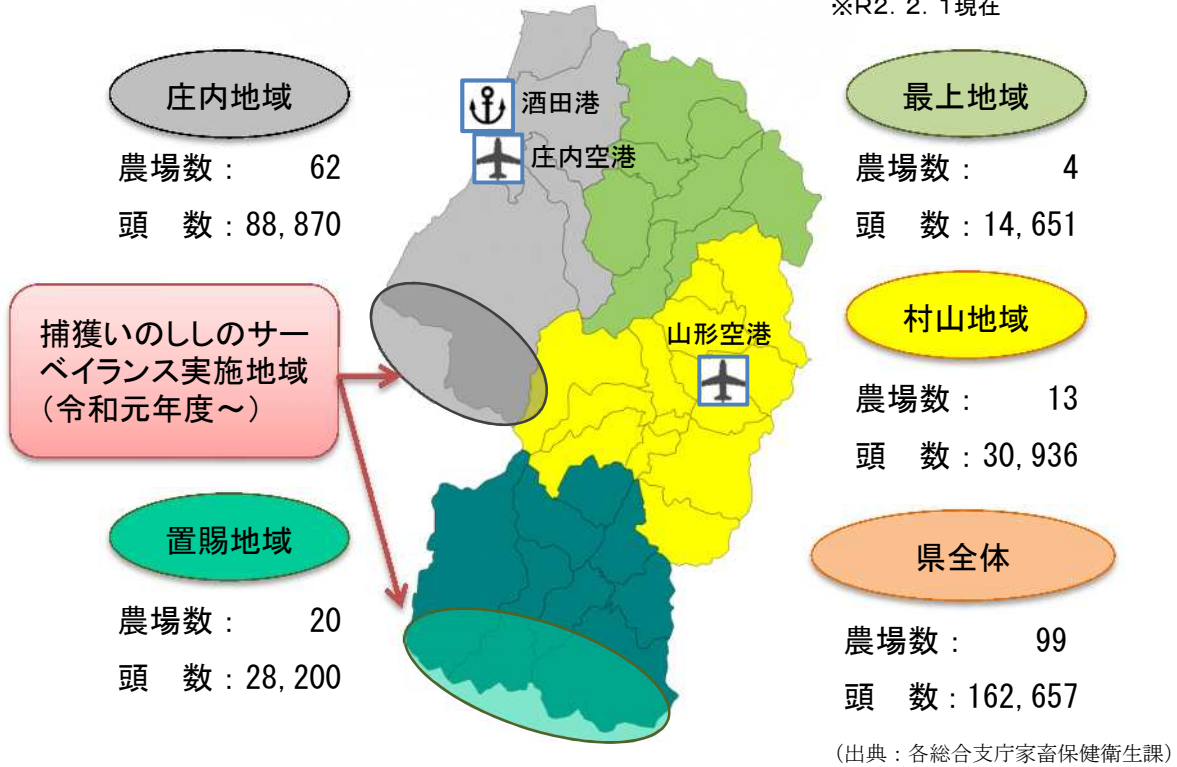 ※R2. 2. 1現在
庄内地域
農場数： 62
頭 数：88,870
酒田港
庄内空港
最上地域
農場数： 4
頭 数：14,651
捕獲いのししのサー
ベイランス実施地域
（令和元年度～）
山形空港
村山地域
農場数： 13
頭 数：30,936
置賜地域
農場数： 20
頭 数：28,200
県全体
農場数： 99
頭 数：162,657
（出典：各総合支庁家畜保健衛生課）